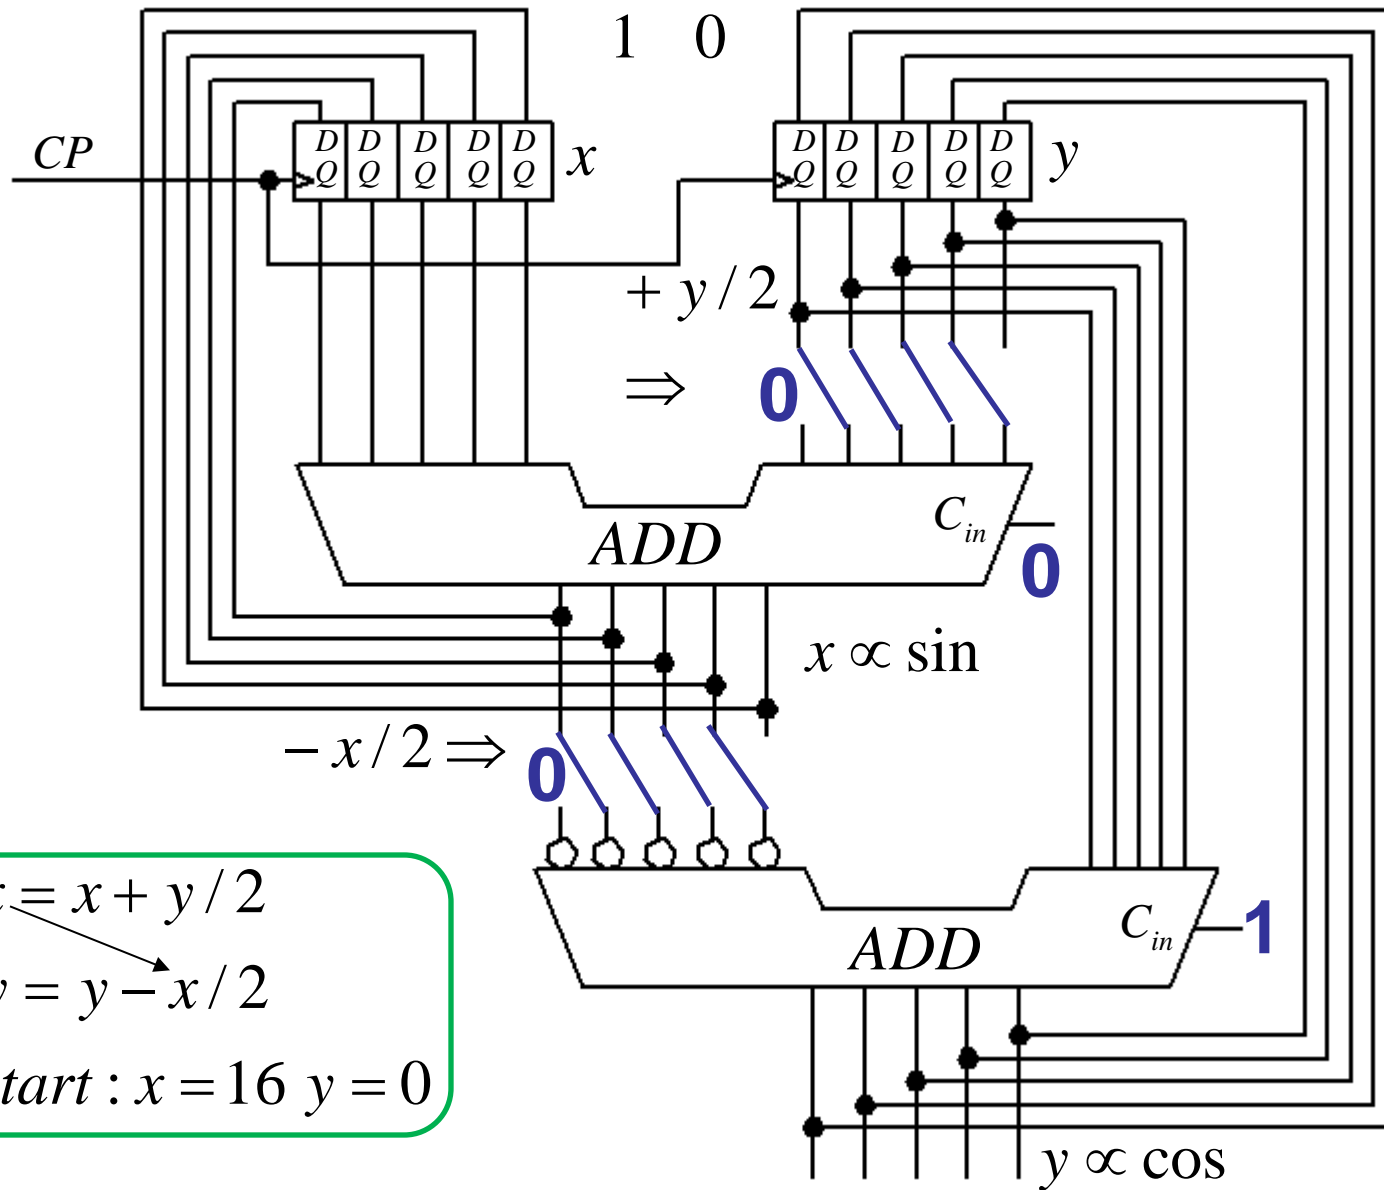 1 0
D D D D D
Q Q Q Q Q
x
D D D D D
Q Q Q Q Q
y
CP
+ y / 2
⇒
0
C_in
ADD
0
x ∝ sin
− x / 2 ⇒
0
= x + y / 2
C_in
1
ADD
= y − x / 2
tart : x = 16 y = 0
y ∝ cos